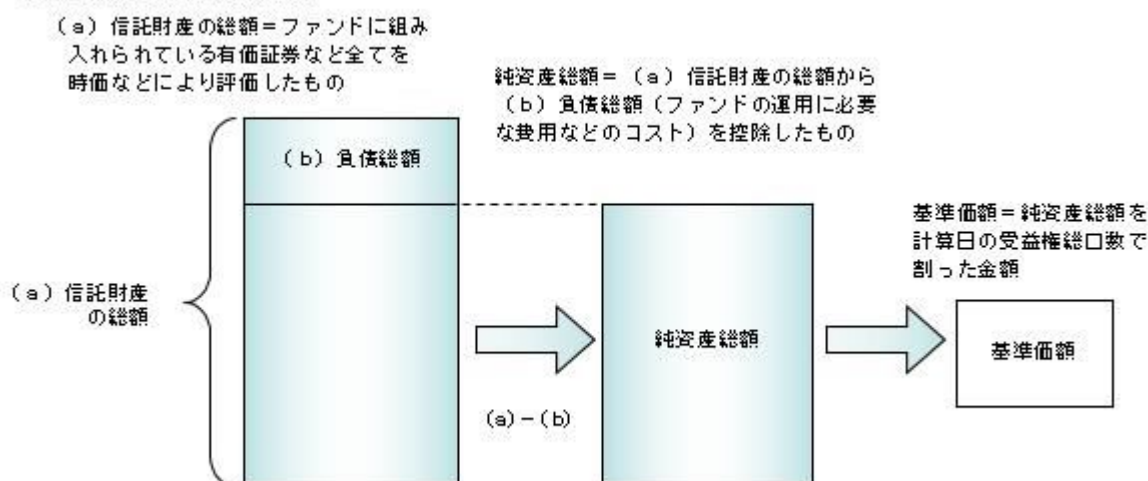 (a)信託財産の総額=ファンドに組み
入れられている有価証券など全てを
時価などにより評価したもの
純資産総額=(a)信託財産の総額から
(b)負債総額(ファンドの運用に必要
な費用などのコスト)を控除したもの
(b)負債総額
基準価額=純資産総額を
計算日の受益権総口数で
割った金額
(a)信託財産
の総額
純資産総額
基準価額
(a)-(b)